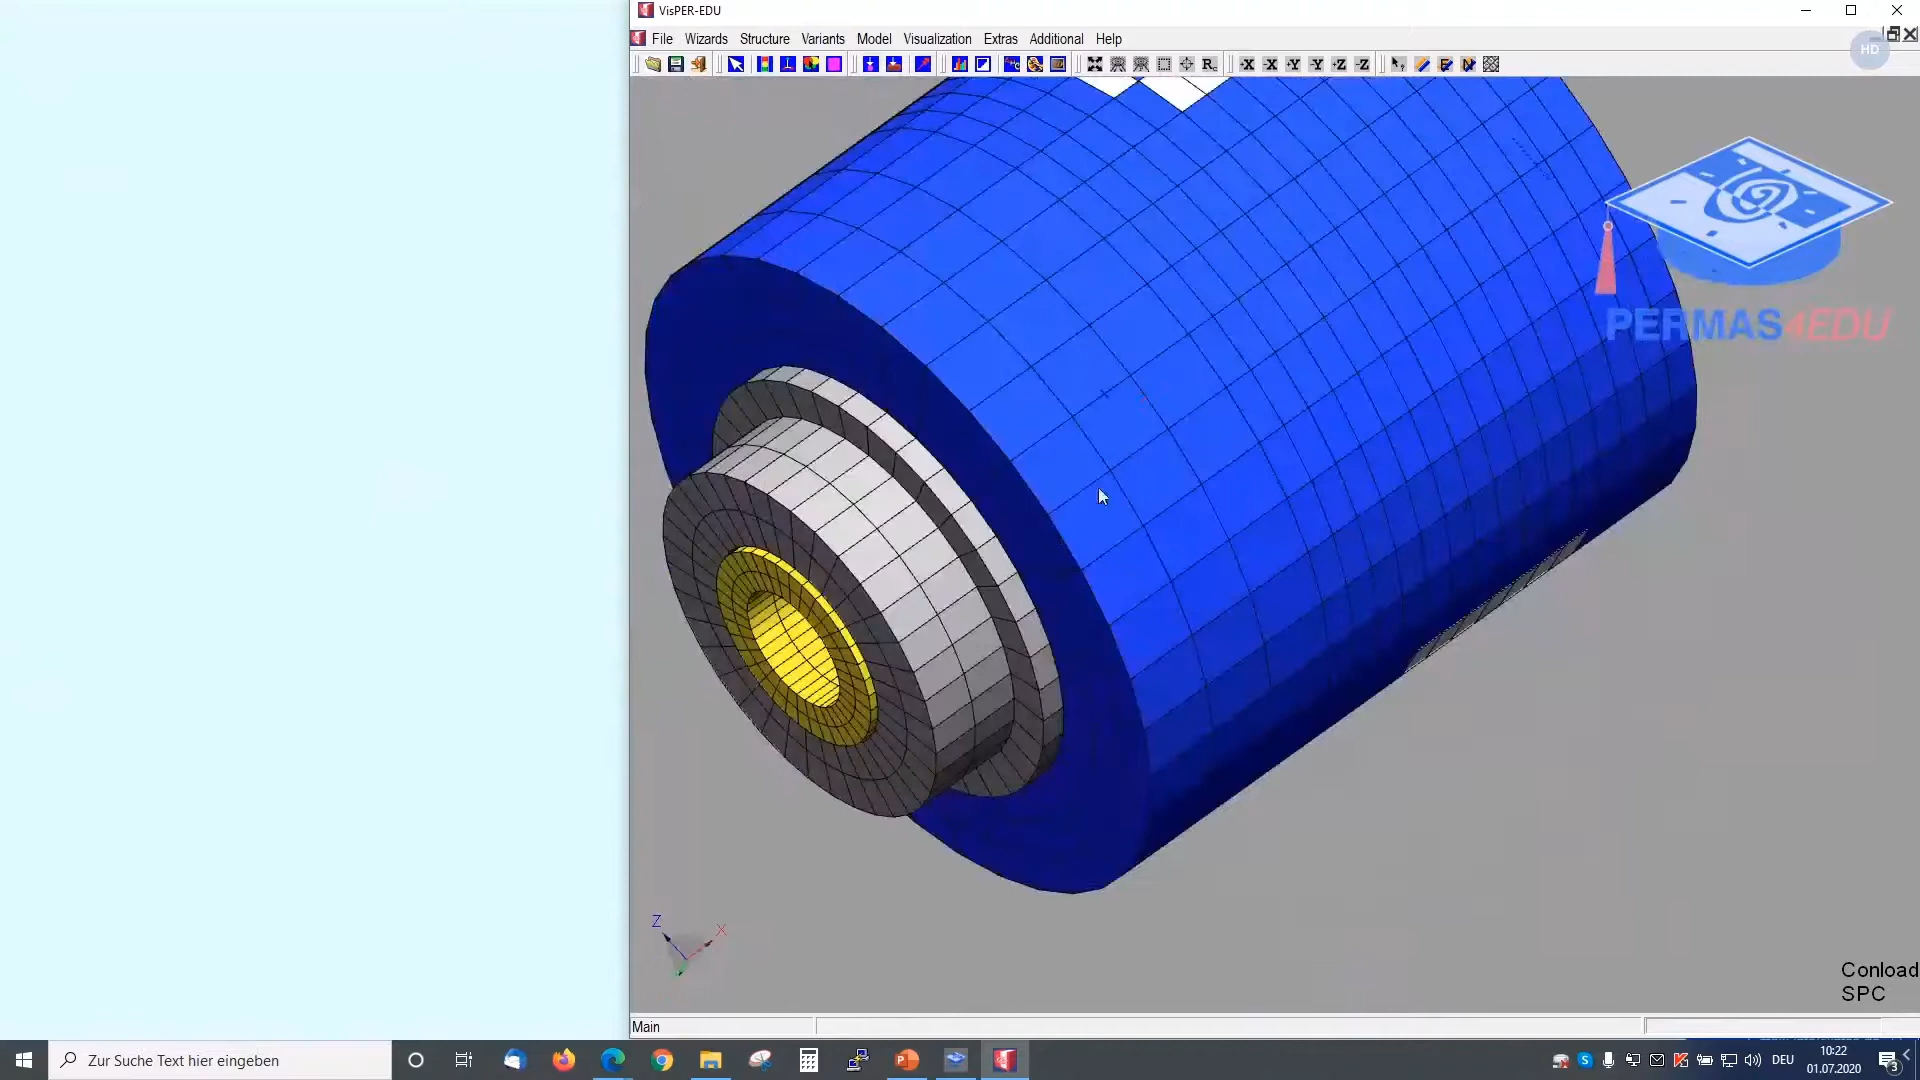 VisPER-EDU
File Wizards Structure Variants Model Visualization Extras Additional Help
HD
R
X X Y Y Z Z
PERMAS4EDU
Z
X
Conload
SPC
Main
Zur Suche Text hier eingeben
DEU
10:22
01.07.2020
3